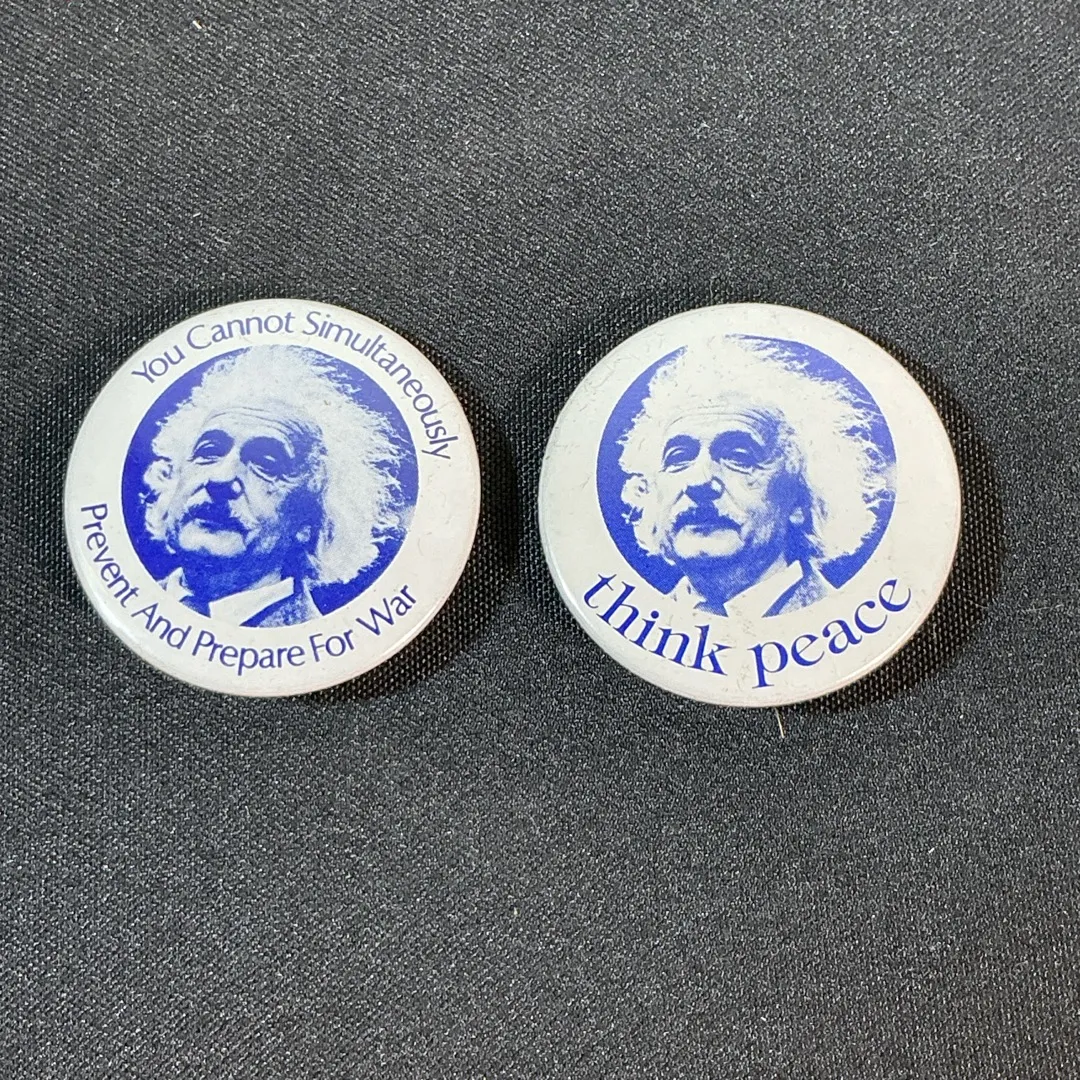 You Cannot Simultaneously
Prevent And Prepare For War
think peace